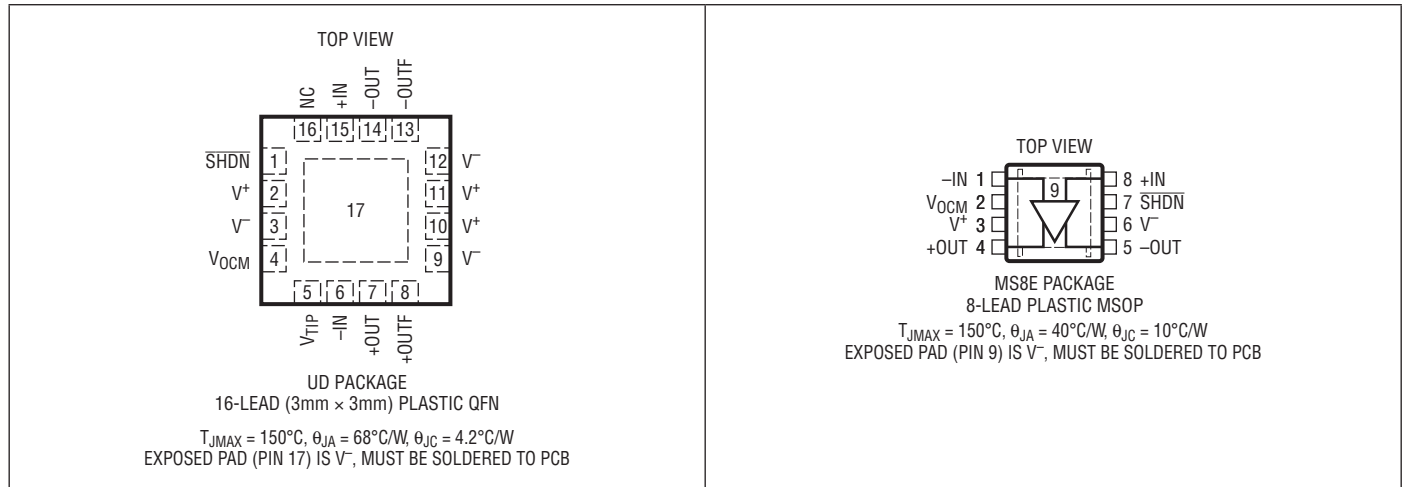 TOP VIEW
NC +IN –OUT –OUTF
16 15 14 13
SHDN 1 12 V–
V+ 2 11 V+
17
V– 3 10 V+
VOCM 4 9 V–
5 6 7 8
VTIP –IN +OUT +OUTF
UD PACKAGE
16-LEAD (3mm × 3mm) PLASTIC QFN
TJMAX = 150°C, θJA = 68°C/W, θJC = 4.2°C/W
EXPOSED PAD (PIN 17) IS V–, MUST BE SOLDERED TO PCB
TOP VIEW
–IN 1 9 8 +IN
VOCM 2 7 SHDN
V+ 3 6 V–
+OUT 4 5 –OUT
MS8E PACKAGE
8-LEAD PLASTIC MSOP
TJMAX = 150°C, θJA = 40°C/W, θJC = 10°C/W
EXPOSED PAD (PIN 9) IS V–, MUST BE SOLDERED TO PCB